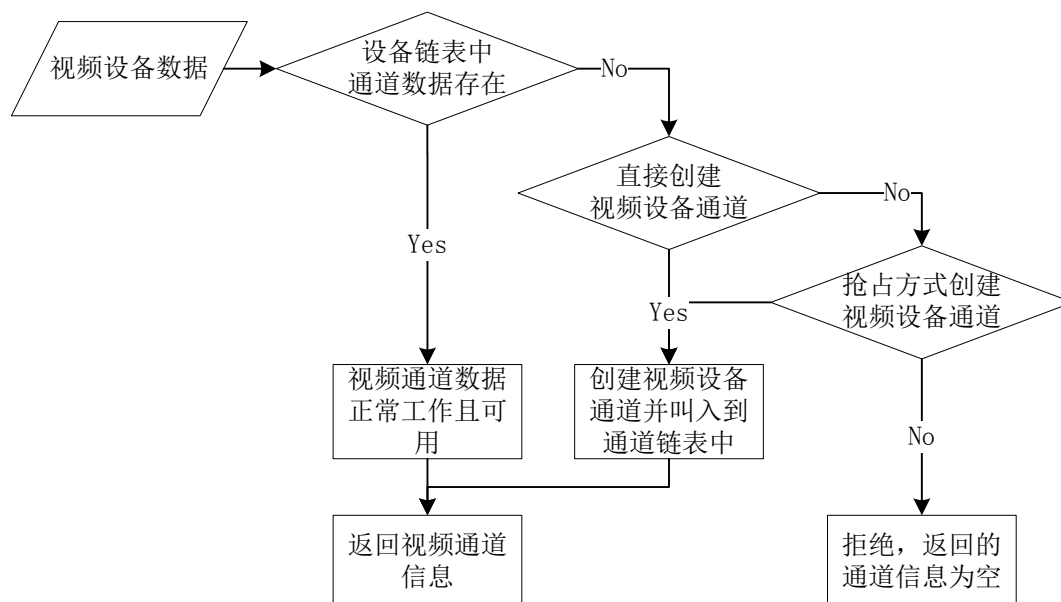 视频设备数据
设备链表中
通道数据存在
No
直接创建
视频设备通道
No
Yes
抢占方式创建
视频设备通道
Yes
视频通道数据
正常工作且可
用
创建视频设备
通道并叫入到
通道链表中
No
返回视频通道
信息
拒绝，返回的
通道信息为空